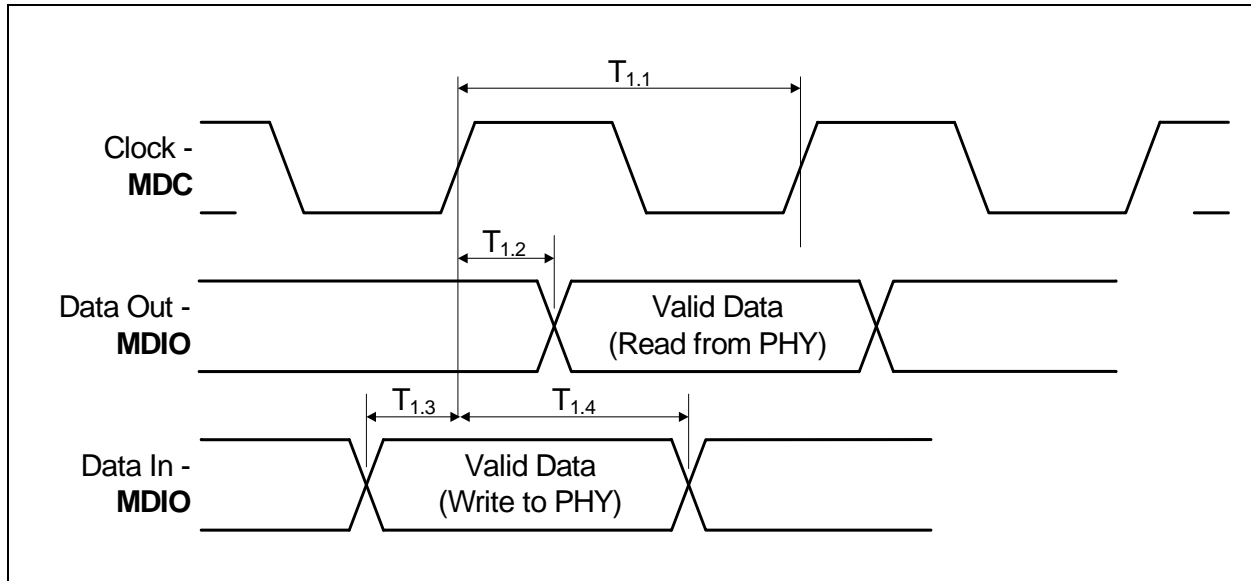 T1.1
Clock -
MDC
T1.2
Data Out -
MDIO
Valid Data
(Read from PHY)
T1.3
T1.4
Data In -
MDIO
Valid Data
(Write to PHY)